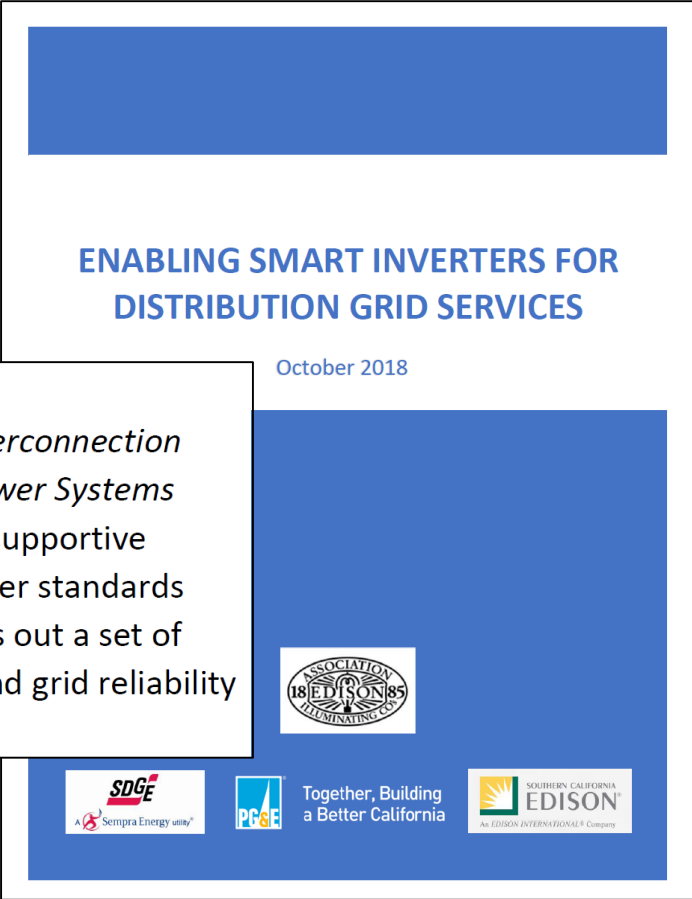 ENABLING SMART INVERTERS FOR
DISTRIBUTION GRID SERVICES
October 2018
erconnection
wer Systems
upportive
er standards
s out a set of
nd grid reliability
ASSOCIATION
18 EDISON 85
ILLUMINATING COS
SDGE
A Sempra Energy utility®
PG&E®
Together, Building
a Better California
SOUTHERN CALIFORNIA
EDISON®
An EDISON INTERNATIONAL® Company